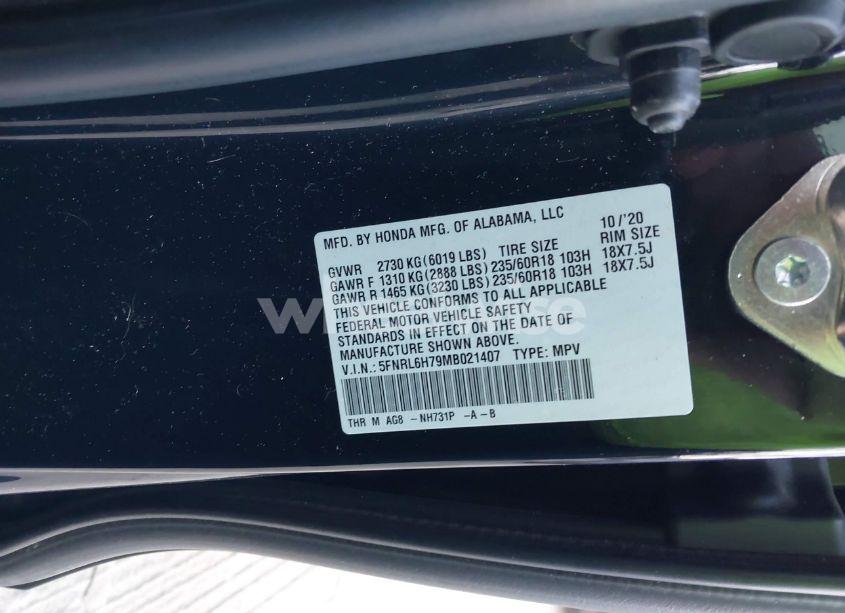 MFD. BY HONDA MFG. OF ALABAMA, LLC 10/'20
GVWR 2730 KG(6019 LBS) TIRE SIZE RIM SIZE
GAWR F 1310 KG(2888 LBS)235/60R18 103H 18X7.5J
GAWR R 1465 KG(3230 LBS)235/60R18 103H 18X7.5J
THIS VEHICLE CONFORMS TO ALL APPLICABLE
FEDERAL MOTOR VEHICLE SAFETY
STANDARDS IN EFFECT ON THE DATE OF
MANUFACTURE SHOWN ABOVE.
V.I.N.: 5FNRL6H79MB021407 TYPE: MPV
THR M AG8 -NH731P -A-B